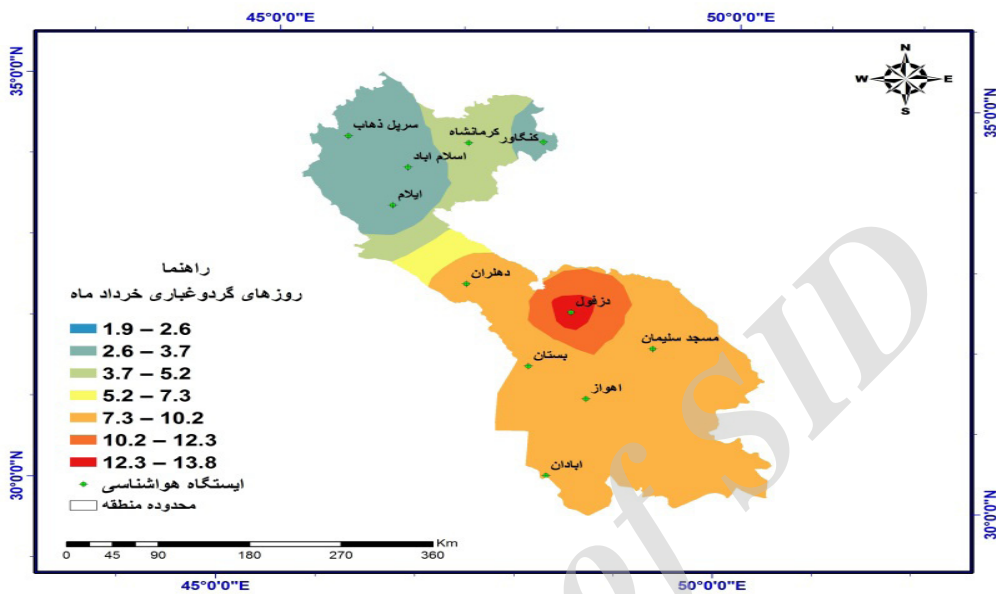 45°0'0"E 50°0'0"E
35°0'0"N 35°0'0"N
N
W E
S
سرپل ذهاب کرمانشاه کنگاور
اسلام اباد
ایلام
دهلران
دزفول
مسجد سلیمان
بستان
اهواز
ابادان
راهنما
روزهای گردوغباری خرداد ماه
1.9 – 2.6
2.6 – 3.7
3.7 – 5.2
5.2 – 7.3
7.3 – 10.2
10.2 – 12.3
12.3 – 13.8
ایستگاه هواشناسی
محدوده منطقه
30°0'0"N 30°0'0"N
Km
0 45 90 180 270 360
45°0'0"E 50°0'0"E
of SID